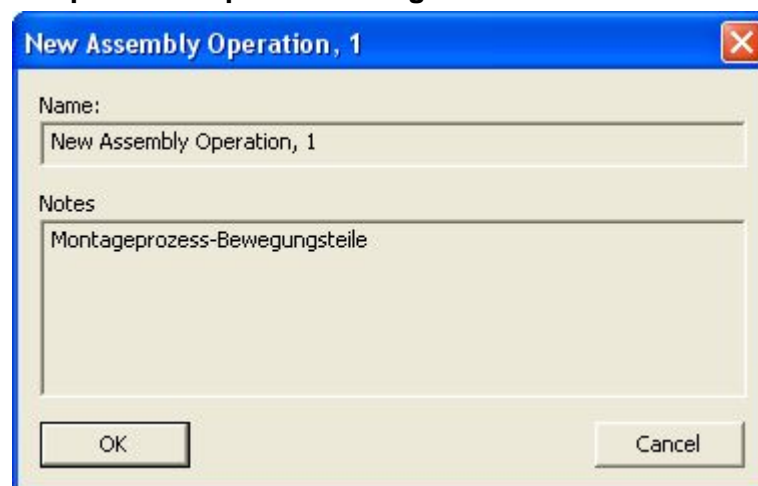 New Assembly Operation, 1
Name:
New Assembly Operation, 1
Notes
Montageprozess-Bewegungsteile
OK
Cancel